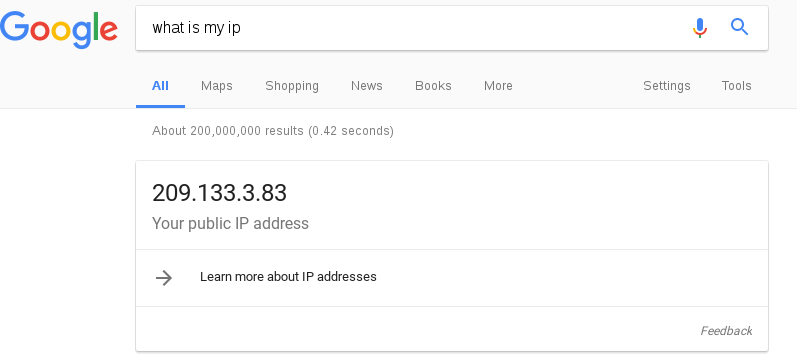 Google what is my ip
All Maps Shopping News Books More Settings Tools
About 200,000,000 results (0.42 seconds)
209.133.3.83
Your public IP address
Learn more about IP addresses
Feedback